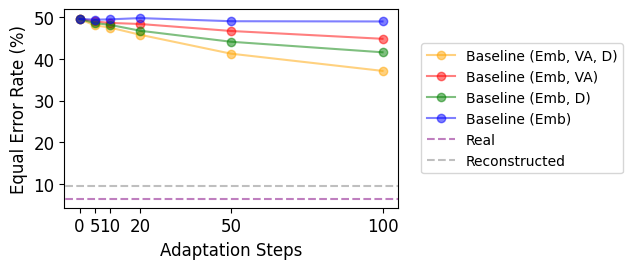 Equal Error Rate (%)
50
40
30
20
10
0 5 10 20 50 100
Adaptation Steps
Baseline (Emb, VA, D)
Baseline (Emb, VA)
Baseline (Emb, D)
Baseline (Emb)
Real
Reconstructed